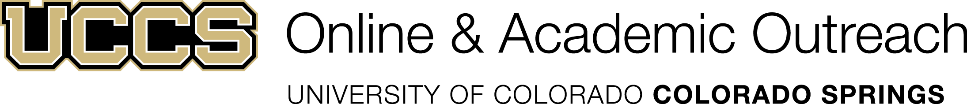 UCCS Online & Academic Outreach
UNIVERSITY OF COLORADO COLORADO SPRINGS